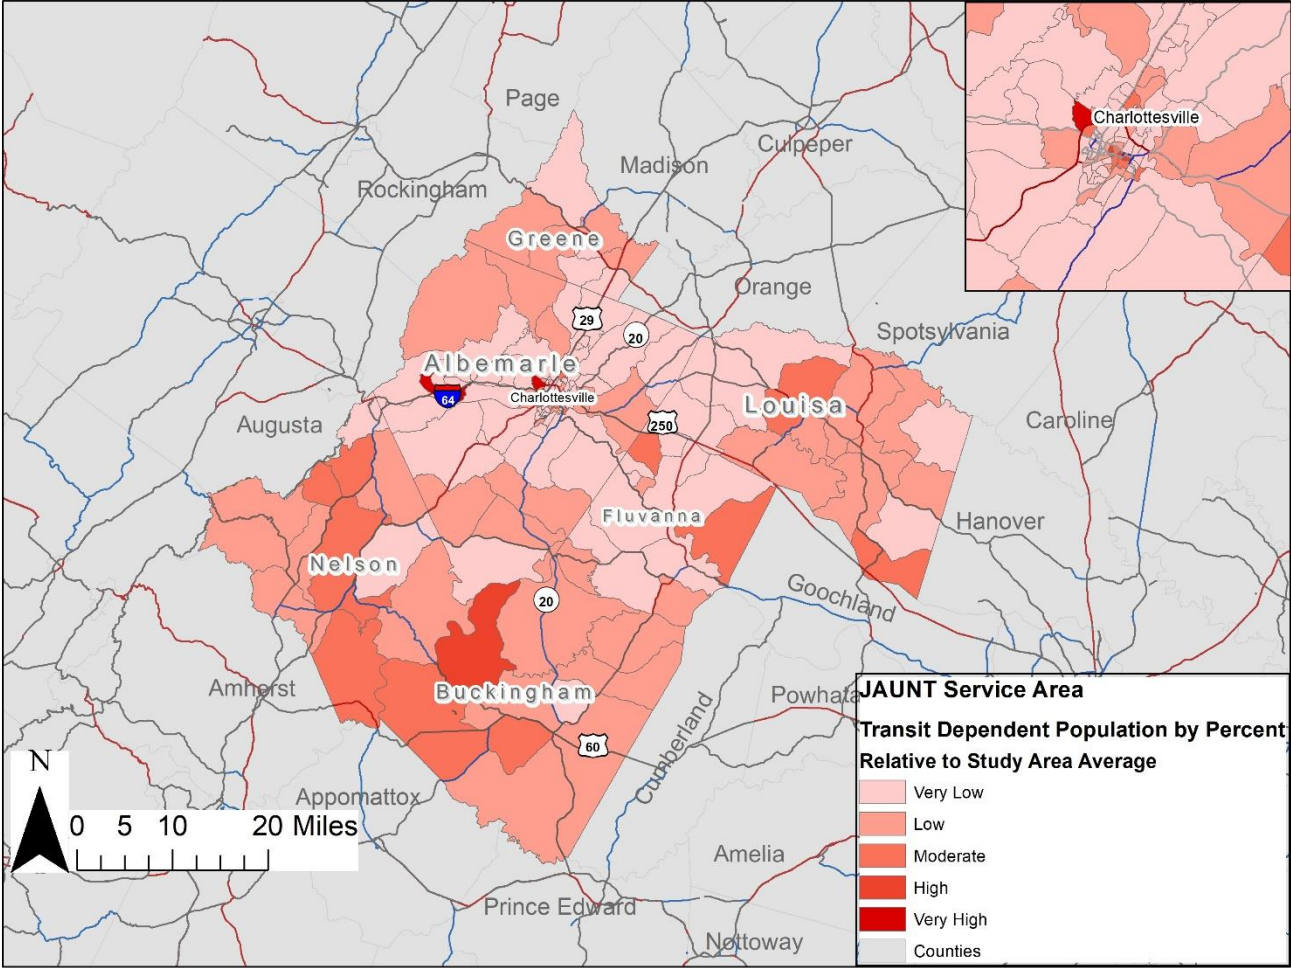 Page
Charlottesville
Culpeper
Madison
Rockingham
Greene
Orange
29
20
Spotsylvania
Albemarle
64
Charlottesville
Louisa
250
Augusta
Caroline
Fluvanna
Hanover
Nelson
20
Goochland
Amherst
Buckingham
Powhata
60
Cumberland
Appomattox
Amelia
Prince Edward
Nottoway
N
0 5 10 20 Miles
JAUNT Service Area
Transit Dependent Population by Percent
Relative to Study Area Average
Very Low
Low
Moderate
High
Very High
Counties